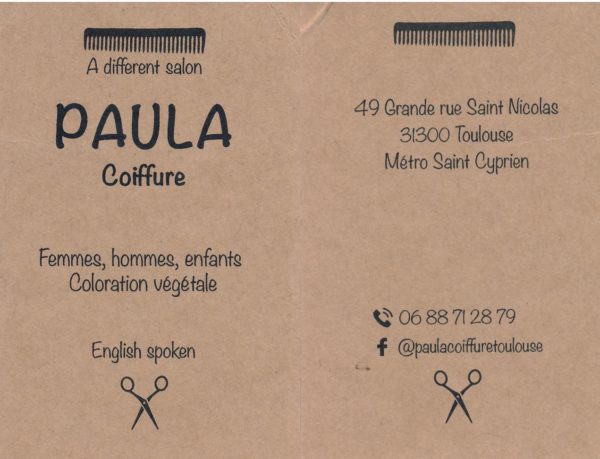 A different salon
PAULA
Coiffure
Femmes, hommes, enfants
Coloration végétale
English spoken
49 Grande rue Saint Nicolas
31300 Toulouse
Métro Saint Cyprien
06 88 71 28 79
@paulacoiffuretoulouse